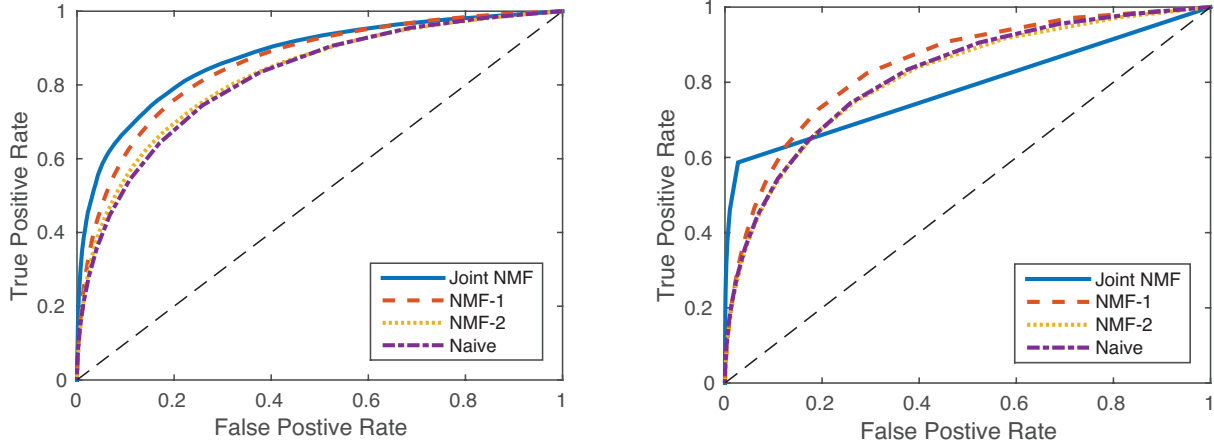 1
0.8
0.6
0.4
0.2
0
True Positive Rate
Joint NMF
NMF-1
NMF-2
Naive
0 0.2 0.4 0.6 0.8 1
False Postive Rate
1
0.8
0.6
0.4
0.2
0
True Positive Rate
Joint NMF
NMF-1
NMF-2
Naive
0 0.2 0.4 0.6 0.8 1
False Postive Rate